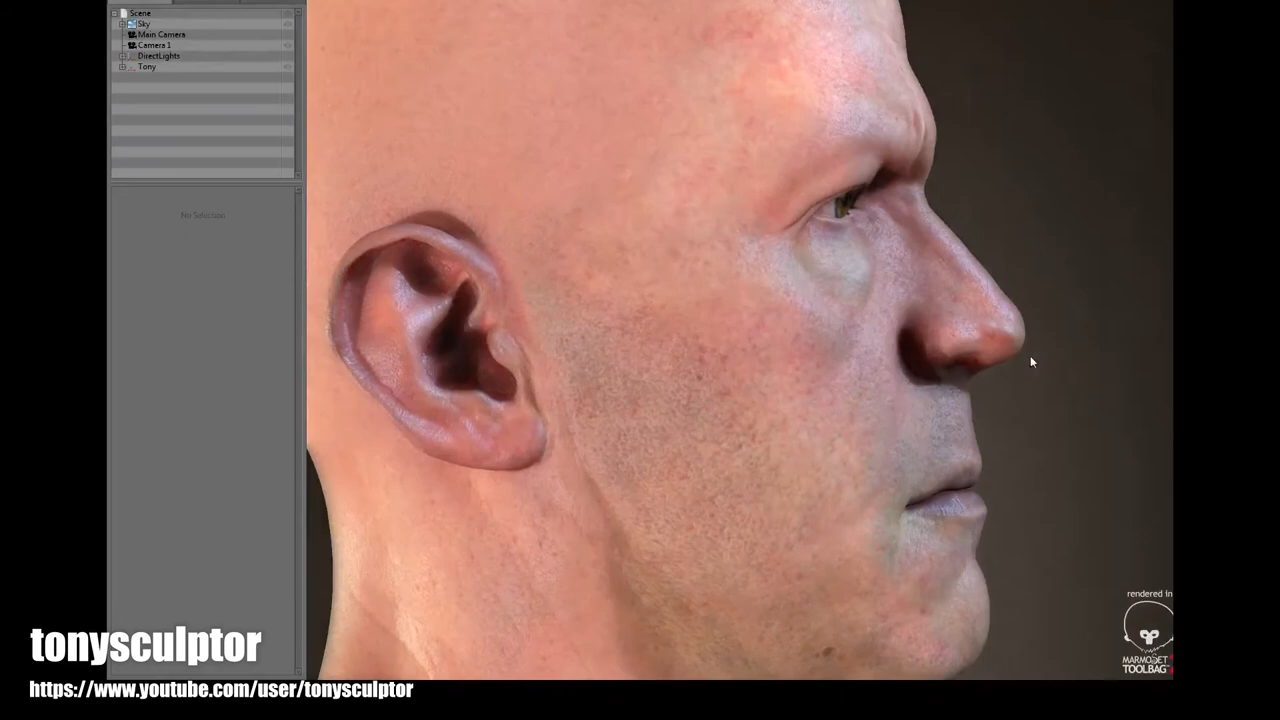 Scene
Sky
Main Camera
Camera 1
DirectLights
Tony
No Selection
rendered in
MARMOSET
TOOLBAG
tonysculptor
https://www.youtube.com/user/tonysculptor